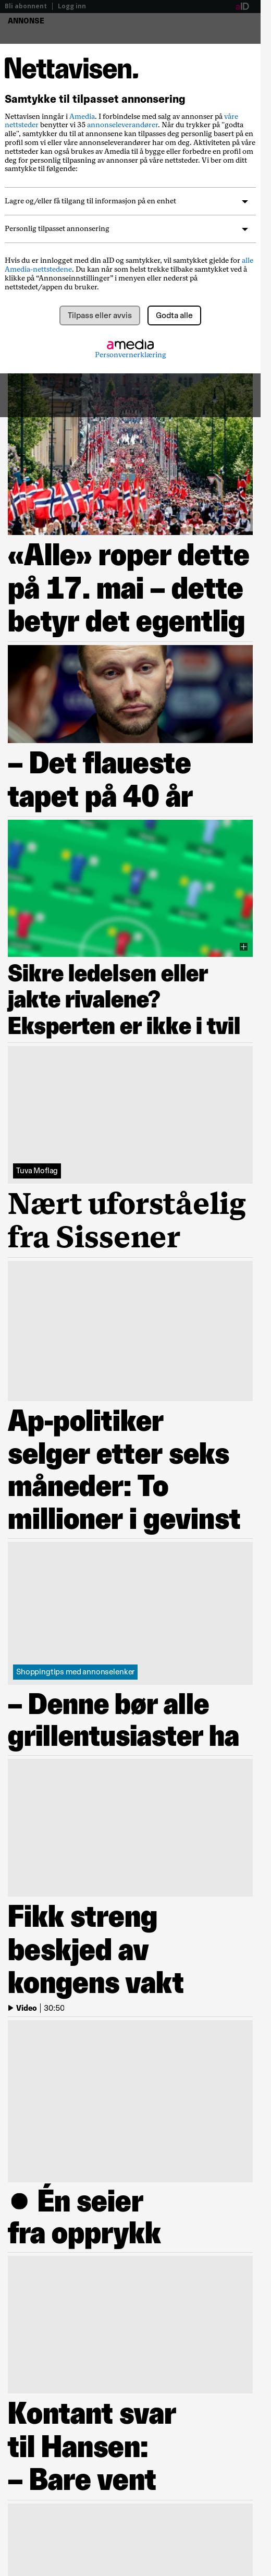 Bli abonnent | Logg inn
aID
ANNONSE
Nettavisen.
Samtykke til tilpasset annonsering
Nettavisen inngår i Amedia. I forbindelse med salg av annonser på våre
nettsteder benytter vi 35 annonseleverandører. Når du trykker på "godta
alle", samtykker du til at annonsene kan tilpasses deg personlig basert på en
profil som vi eller våre annonseleverandører har om deg. Aktiviteten på våre
nettsteder kan også brukes av Amedia til å bygge eller forbedre en profil om
deg for personlig tilpasning av annonser på våre nettsteder. Vi ber om ditt
samtykke til følgende:
Lagre og/eller få tilgang til informasjon på en enhet
Personlig tilpasset annonsering
Hvis du er innlogget med din aID og samtykker, vil samtykket gjelde for alle
Amedia-nettstedene. Du kan når som helst trekke tilbake samtykket ved å
klikke på "Annonseinnstillinger" i menyen eller nederst på
nettstedet/appen du bruker.
Tilpass eller avvis
Godta alle
amedia
Personvernerklæring
«Alle» roper dette
på 17. mai – dette
betyr det egentlig
– Det flaueste
tapet på 40 år
Sikre ledelsen eller
jakte rivalene?
Eksperten er ikke i tvil
Tuva Moflag
Nært uforståelig
fra Sissener
Ap-politiker
selger etter seks
måneder: To
millioner i gevinst
Shoppingtips med annonselenker
– Denne bør alle
grillentusiaster ha
Fikk streng
beskjed av
kongens vakt
Video | 30:50
Én seier
fra opprykk
Kontant svar
til Hansen:
– Bare vent